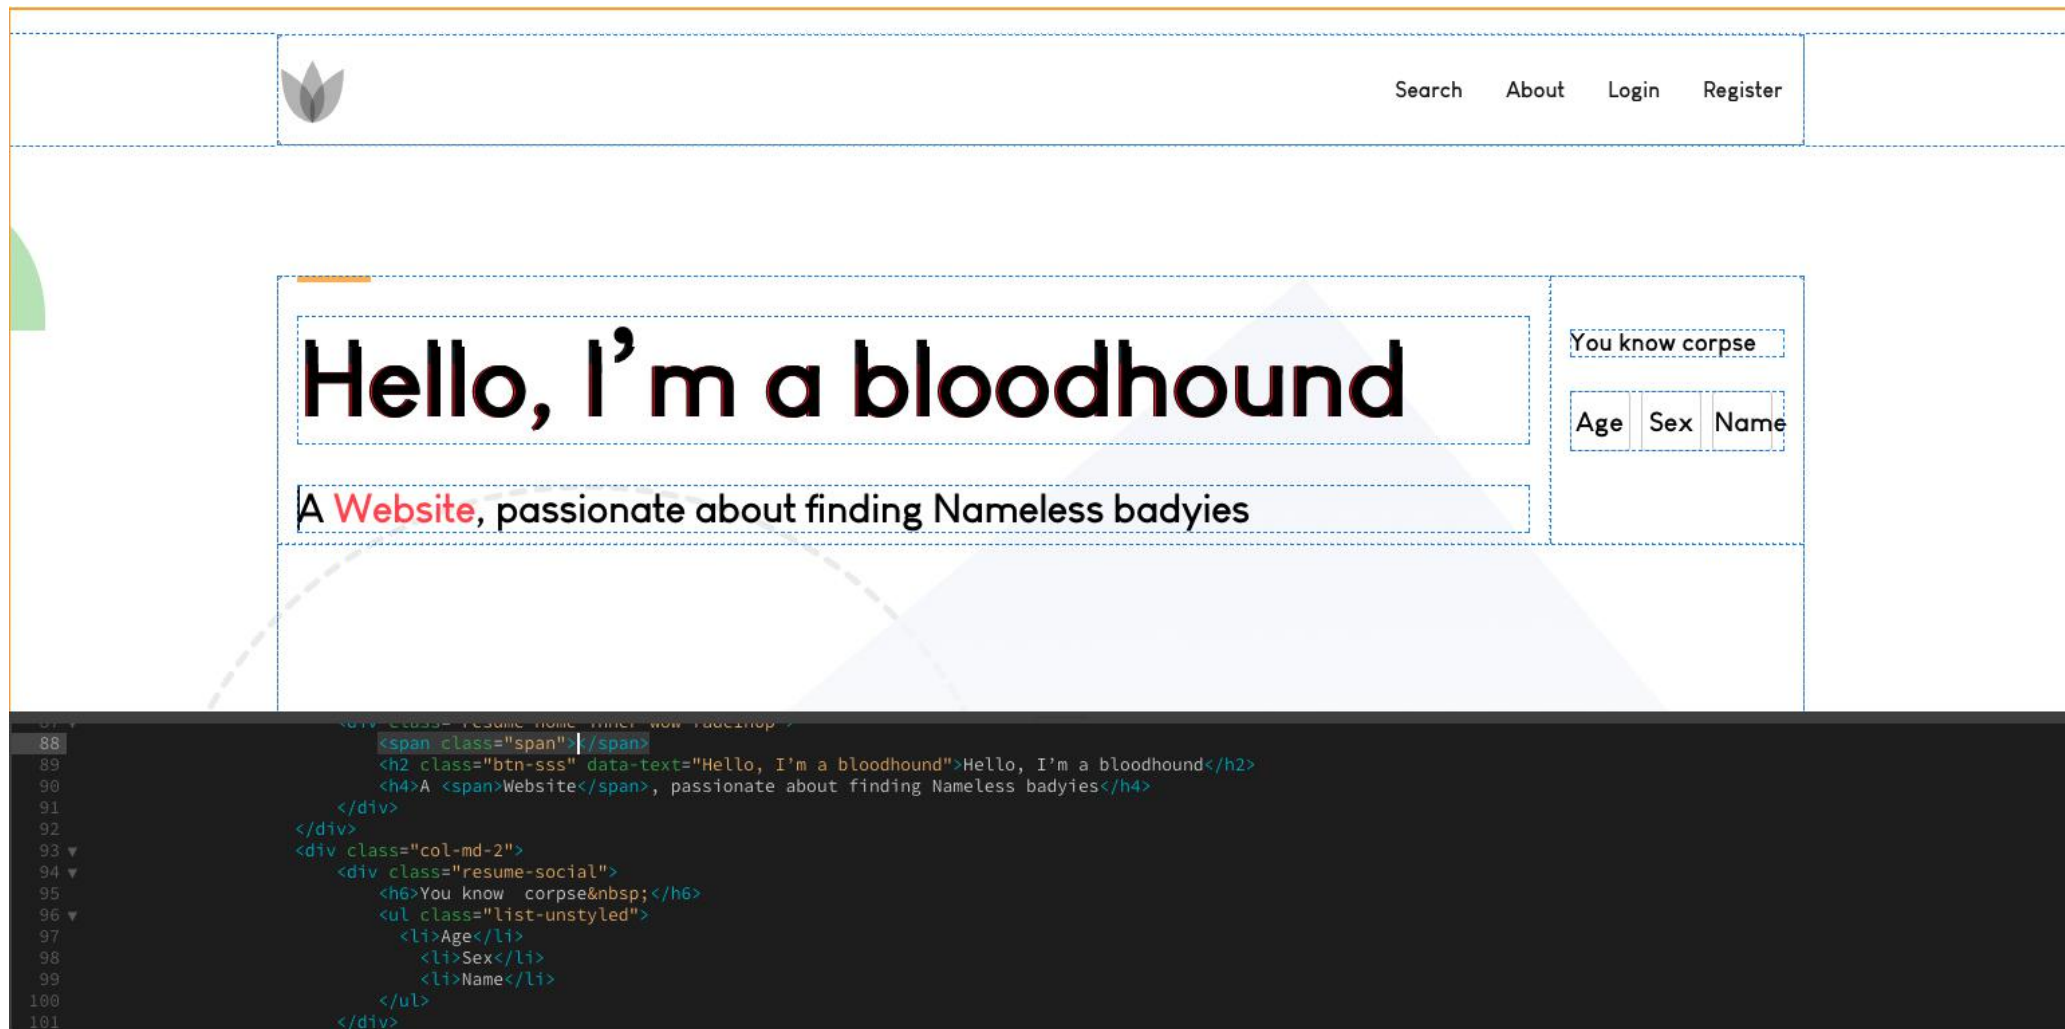 Search About Login Register
Hello, I’m a bloodhound
You know corpse
Age Sex Name
A Website, passionate about finding Nameless badyies
88 <span class="span"></span>
89 <h2 class="btn-sss" data-text="Hello, I’m a bloodhound">Hello, I’m a bloodhound</h2>
90 <h4>A <span>Website</span>, passionate about finding Nameless badyies</h4>
91 </div>
92 </div>
93 <div class="col-md-2">
94 <div class="resume-social">
95 <h6>You know  corpse&nbsp;</h6>
96 <ul class="list-unstyled">
97 <li>Age</li>
98 <li>Sex</li>
99 <li>Name</li>
100 </ul>
101 </div>